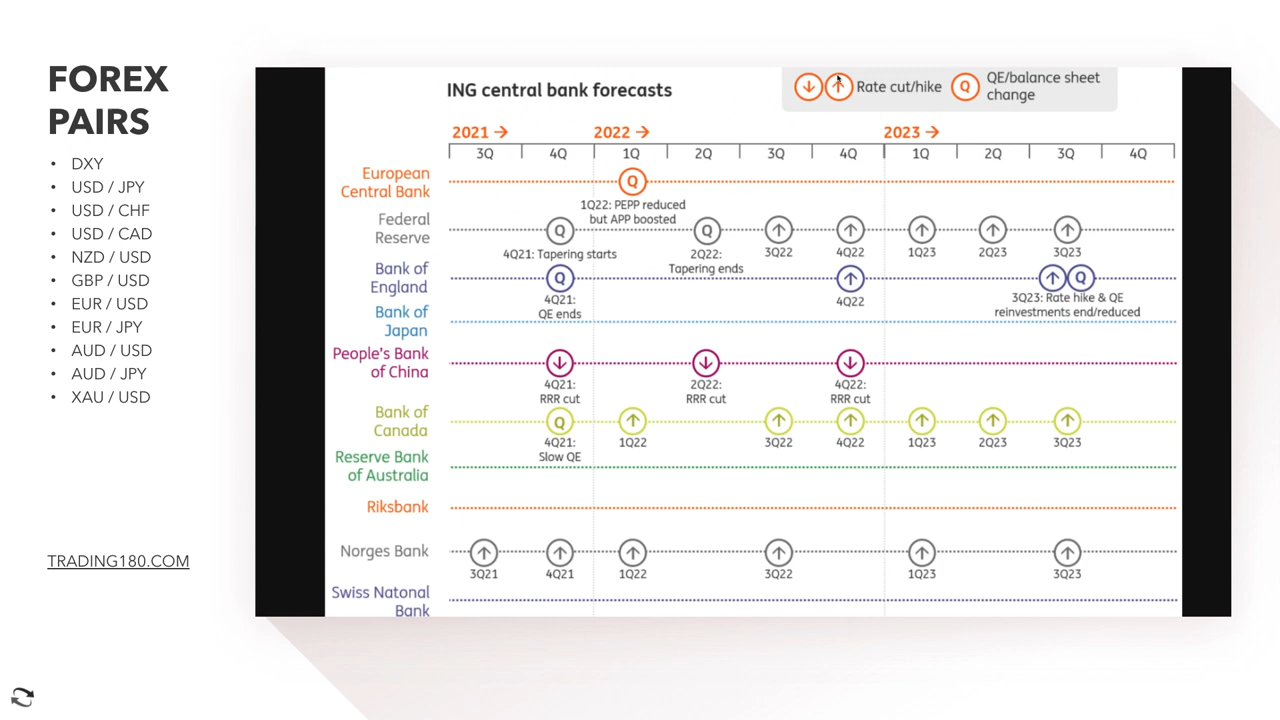 FOREX
PAIRS
• DXY
• USD / JPY
• USD / CHF
• USD / CAD
• NZD / USD
• GBP / USD
• EUR / USD
• EUR / JPY
• AUD / USD
• AUD / JPY
• XAU / USD
TRADING180.COM
ING central bank forecasts
Rate cut/hike
Q
QE/balance sheet
change
2021 → 2022 → 2023 →
3Q 4Q 1Q 2Q 3Q 4Q 1Q 2Q 3Q 4Q
European
Central Bank
Q
1Q22: PEPP reduced
but APP boosted
Federal
Reserve
Q Q
4Q21: Tapering starts
2Q22:
Tapering ends
3Q22 4Q22 1Q23 2Q23 3Q23
Bank of
England
Q Q
4Q21:
QE ends
4Q22
3Q23: Rate hike & QE
reinvestments end/reduced
Bank of
Japan
People's Bank
of China
4Q21:
RRR cut
2Q22:
RRR cut
4Q22:
RRR cut
Bank of
Canada
Q
4Q21:
Slow QE
1Q22 3Q22 4Q22 1Q23 2Q23 3Q23
Reserve Bank
of Australia
Riksbank
Norges Bank
3Q21 4Q21 1Q22 3Q22 1Q23 3Q23
Swiss Natonal
Bank